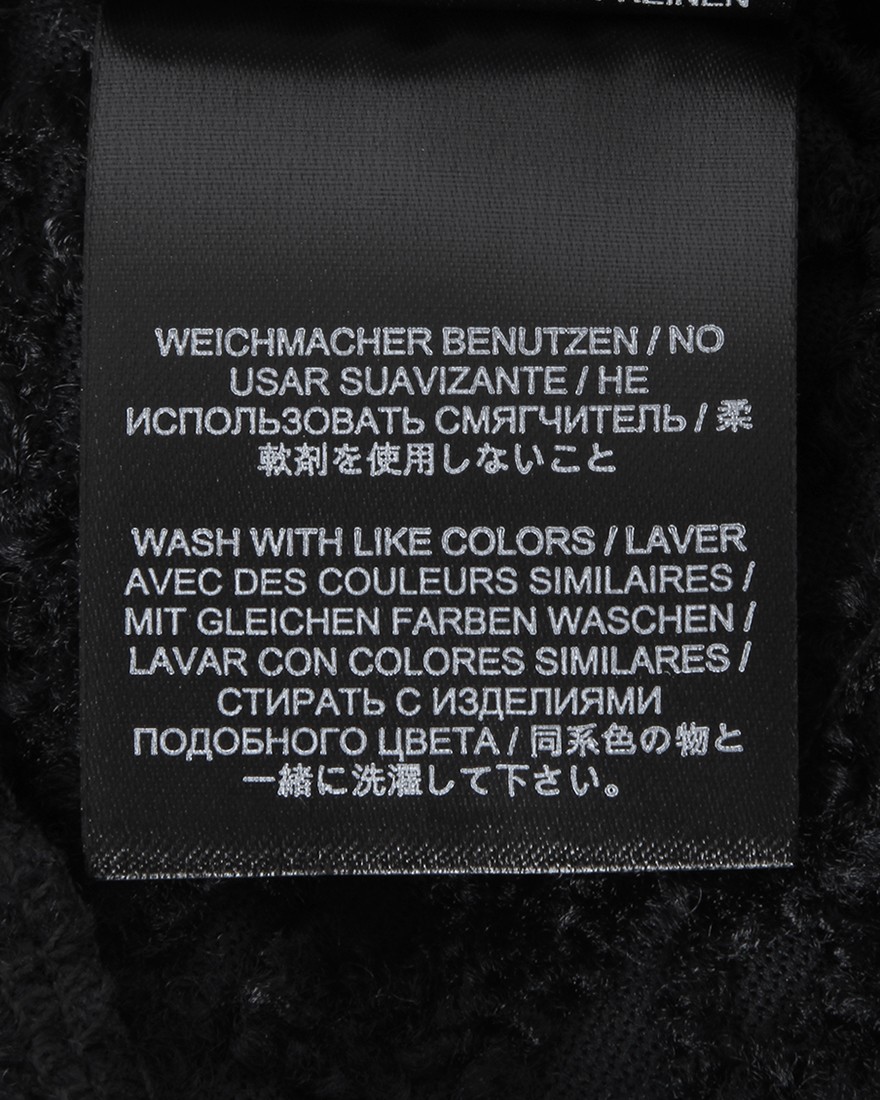 KEINEN
WEICHMACHER BENUTZEN / NO
USAR SUAVIZANTE / НЕ
ИСПОЛЬЗОВАТЬ СМЯГЧИТЕЛЬ / 柔
軟剤を使用しないこと
WASH WITH LIKE COLORS / LAVER
AVEC DES COULEURS SIMILAIRES /
MIT GLEICHEN FARBEN WASCHEN /
LAVAR CON COLORES SIMILARES /
СТИРАТЬ С ИЗДЕЛИЯМИ
ПОДОБНОГО ЦВЕТА / 同系色の物と
一緒に洗濯して下さい。